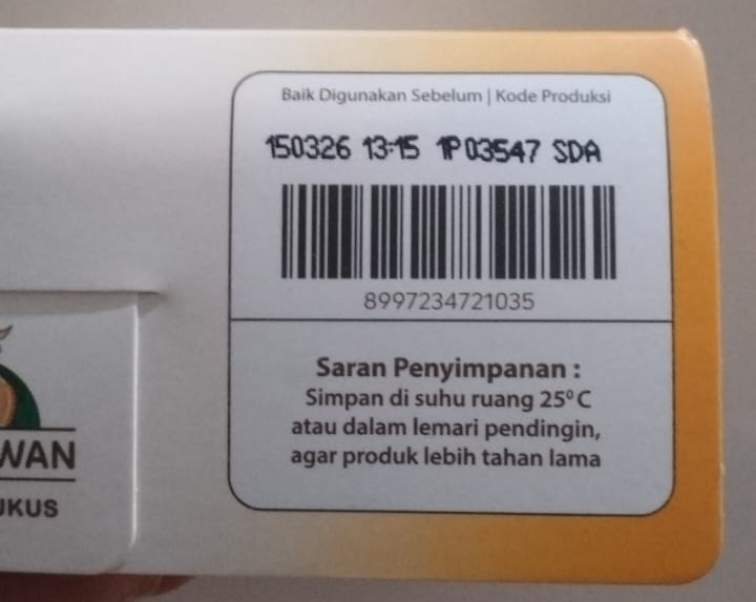 Baik Digunakan Sebelum | Kode Produksi
150326 13:15 1P03547 SDA
8997234721035
Saran Penyimpanan :
Simpan di suhu ruang 25°C
atau dalam lemari pendingin,
agar produk lebih tahan lama
WAN
UKUS